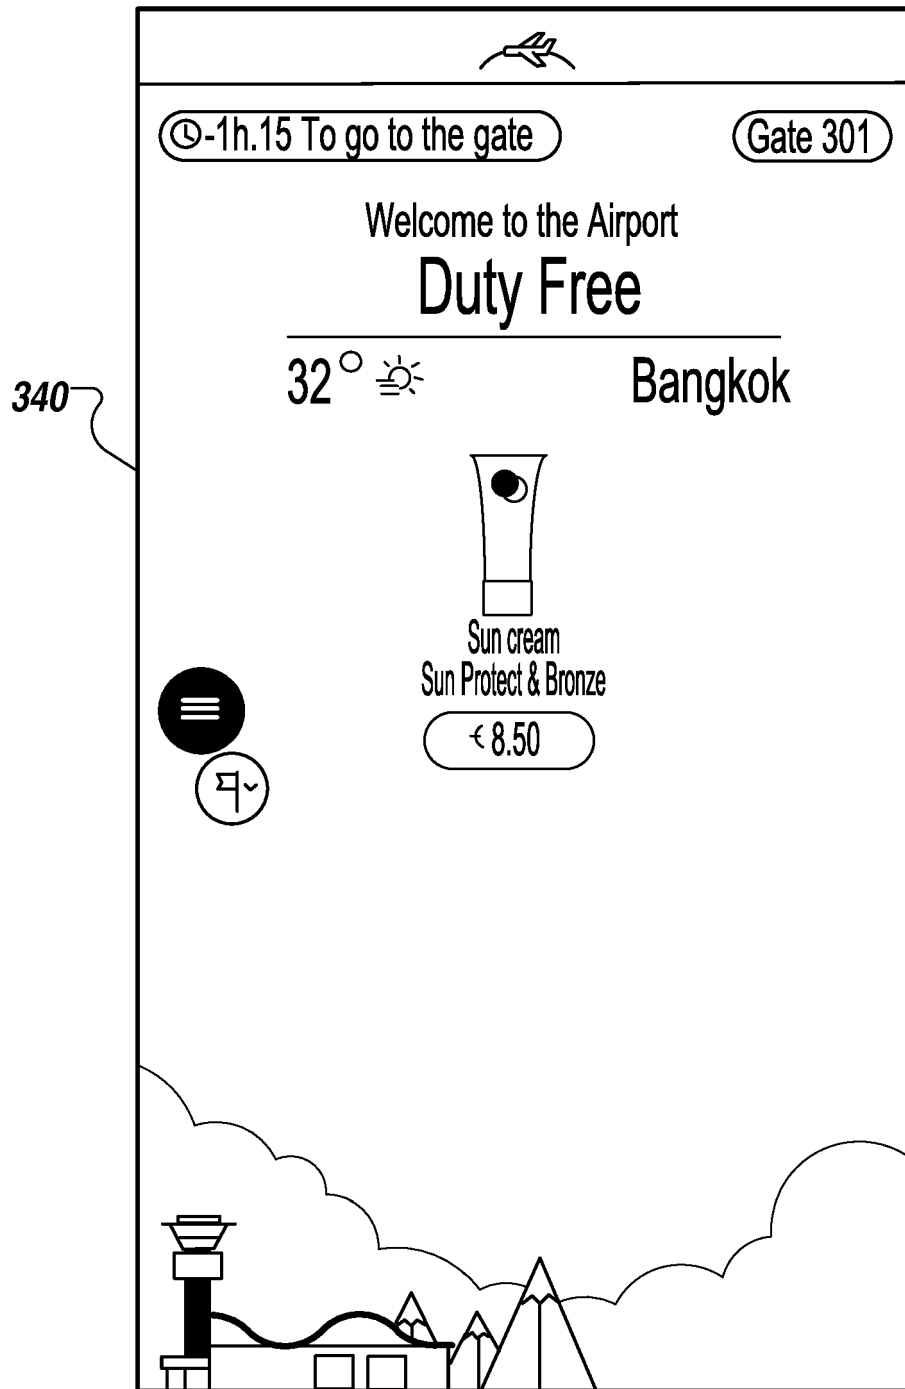 -1h.15 To go to the gate
Gate 301
Welcome to the Airport
Duty Free
32°
Bangkok
340
Sun cream
Sun Protect & Bronze
€ 8.50